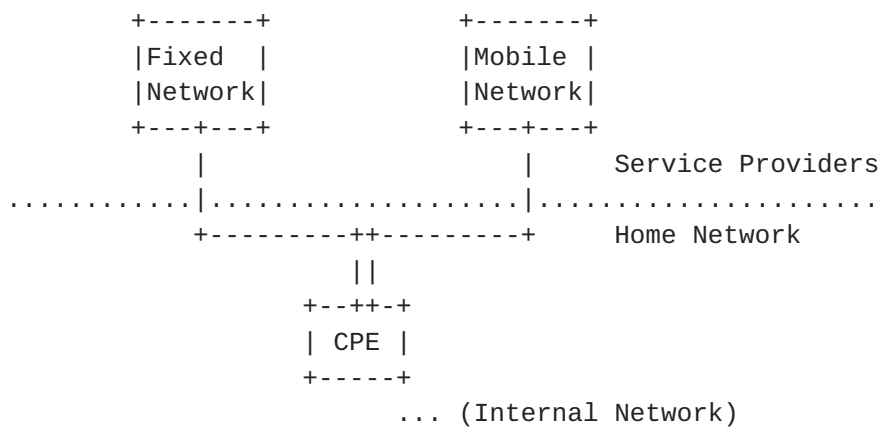 Fixed Mobile
Network Network
Service Providers
Home Network
CPE
... (Internal Network)